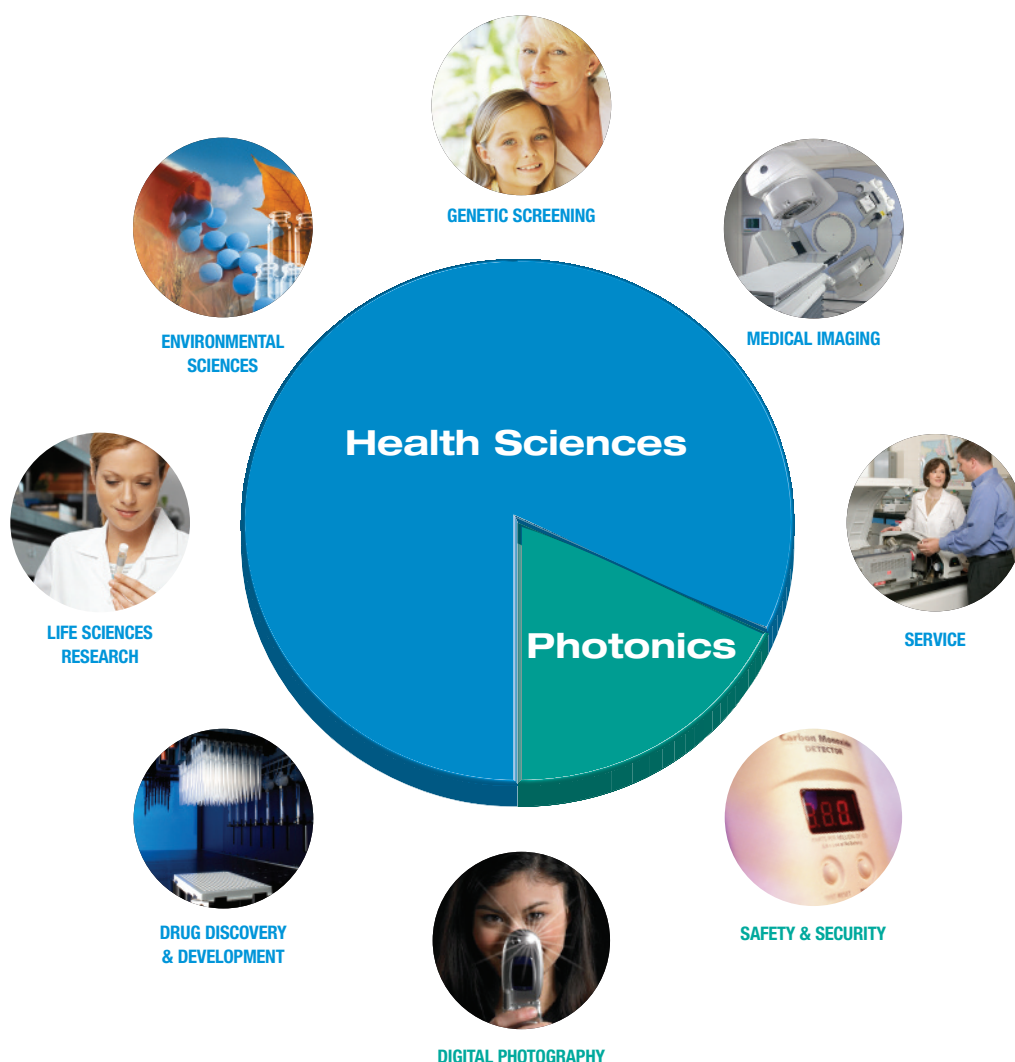 GENETIC SCREENING
MEDICAL IMAGING
ENVIRONMENTAL
SCIENCES
Health Sciences
LIFE SCIENCES
RESEARCH
SERVICE
Photonics
Carbon Monoxide
DETECTOR
DRUG DISCOVERY
& DEVELOPMENT
SAFETY & SECURITY
DIGITAL PHOTOGRAPHY